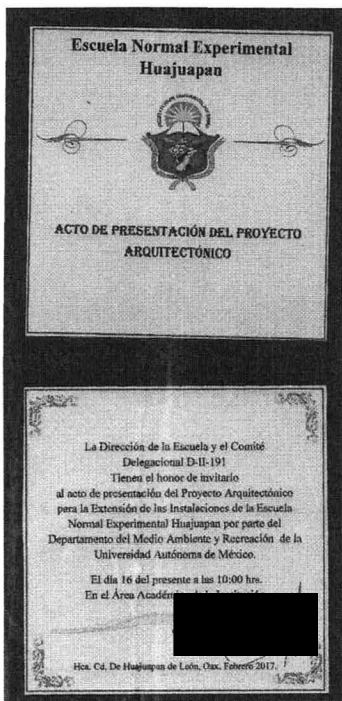 Escuela Normal Experimental
Huajuapan
ACTO DE PRESENTACIÓN DEL PROYECTO
ARQUITECTÓNICO
La Dirección de la Escuela y el Comité
Delegacional D-II-191
Tienen el honor de invitarlo
al acto de presentación del Proyecto Arquitectónico
para la Extensión de las Instalaciones de la Escuela
Normal Experimental Huajuapan por parte del
Departamento del Medio Ambiente y Recreación de la
Universidad Autónoma de México.
El día 16 del presente a las 10:00 hrs.
En el Área
Hca. Cd. De Huajuapan de León, Oax. Febrero 2017.